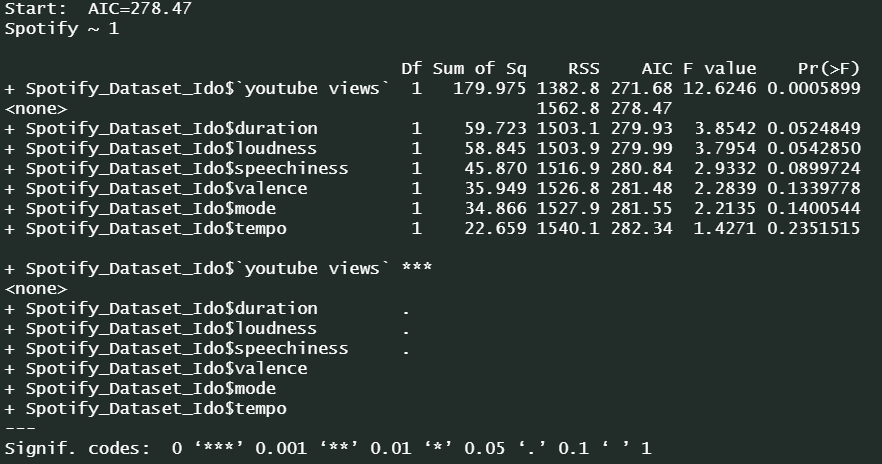 Start:  AIC=278.47
Spotify ~ 1

                                      Df Sum of Sq    RSS    AIC F value    Pr(>F)
+ Spotify_Dataset_Ido$`youtube views`  1   179.975 1382.8 271.68 12.6246 0.0005899
<none>                                             1562.8 278.47
+ Spotify_Dataset_Ido$duration         1    59.723 1503.1 279.93  3.8542 0.0524849
+ Spotify_Dataset_Ido$loudness         1    58.845 1503.9 279.99  3.7954 0.0542850
+ Spotify_Dataset_Ido$speechiness      1    45.870 1516.9 280.84  2.9332 0.0899724
+ Spotify_Dataset_Ido$valence          1    35.949 1526.8 281.48  2.2839 0.1339778
+ Spotify_Dataset_Ido$mode             1    34.866 1527.9 281.55  2.2135 0.1400544
+ Spotify_Dataset_Ido$tempo            1    22.659 1540.1 282.34  1.4271 0.2351515

+ Spotify_Dataset_Ido$`youtube views` ***
<none>
+ Spotify_Dataset_Ido$duration        .
+ Spotify_Dataset_Ido$loudness        .
+ Spotify_Dataset_Ido$speechiness     .
+ Spotify_Dataset_Ido$valence
+ Spotify_Dataset_Ido$mode
+ Spotify_Dataset_Ido$tempo
---
Signif. codes:  0 ‘***’ 0.001 ‘**’ 0.01 ‘*’ 0.05 ‘.’ 0.1 ‘ ’ 1